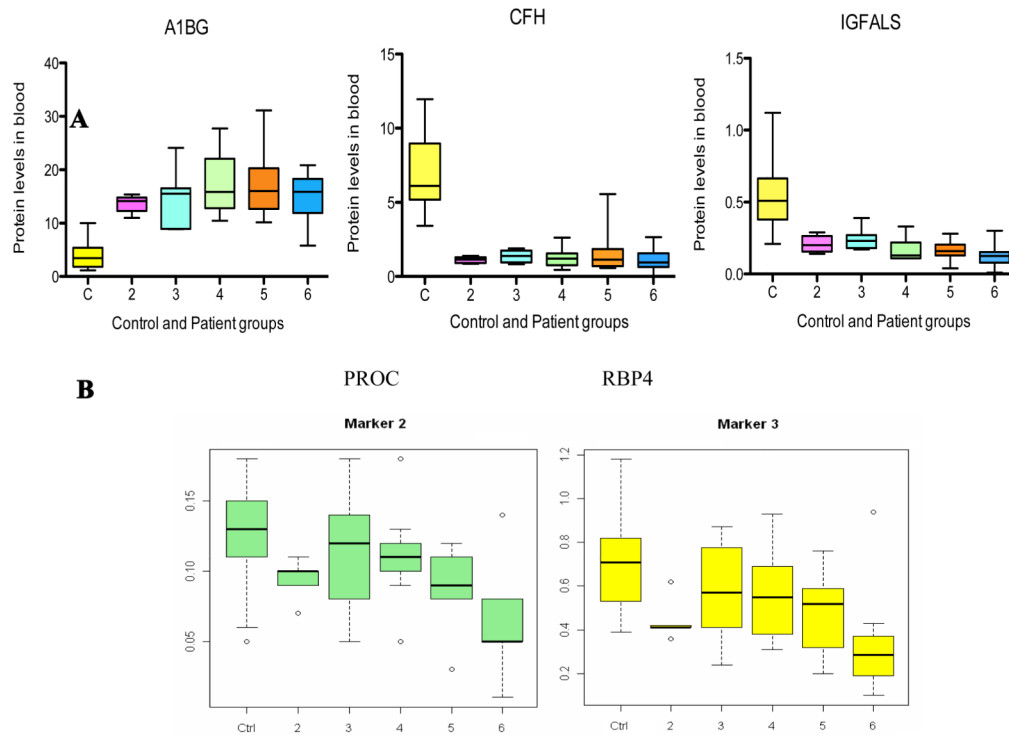 A1BG
CFH
IGFALS
A
Protein levels in blood
40
30
20
10
0
C 2 3 4 5 6
Control and Patient groups
Protein levels in blood
15
10
5
0
C 2 3 4 5 6
Control and Patient groups
Protein levels in blood
1.5
1.0
0.5
0.0
C 2 3 4 5 6
Control and Patient groups
B
PROC
RBP4
Marker 2
0.15
0.10
0.05
Ctrl 2 3 4 5 6
Marker 3
1.2
1.0
0.8
0.6
0.4
0.2
Ctrl 2 3 4 5 6